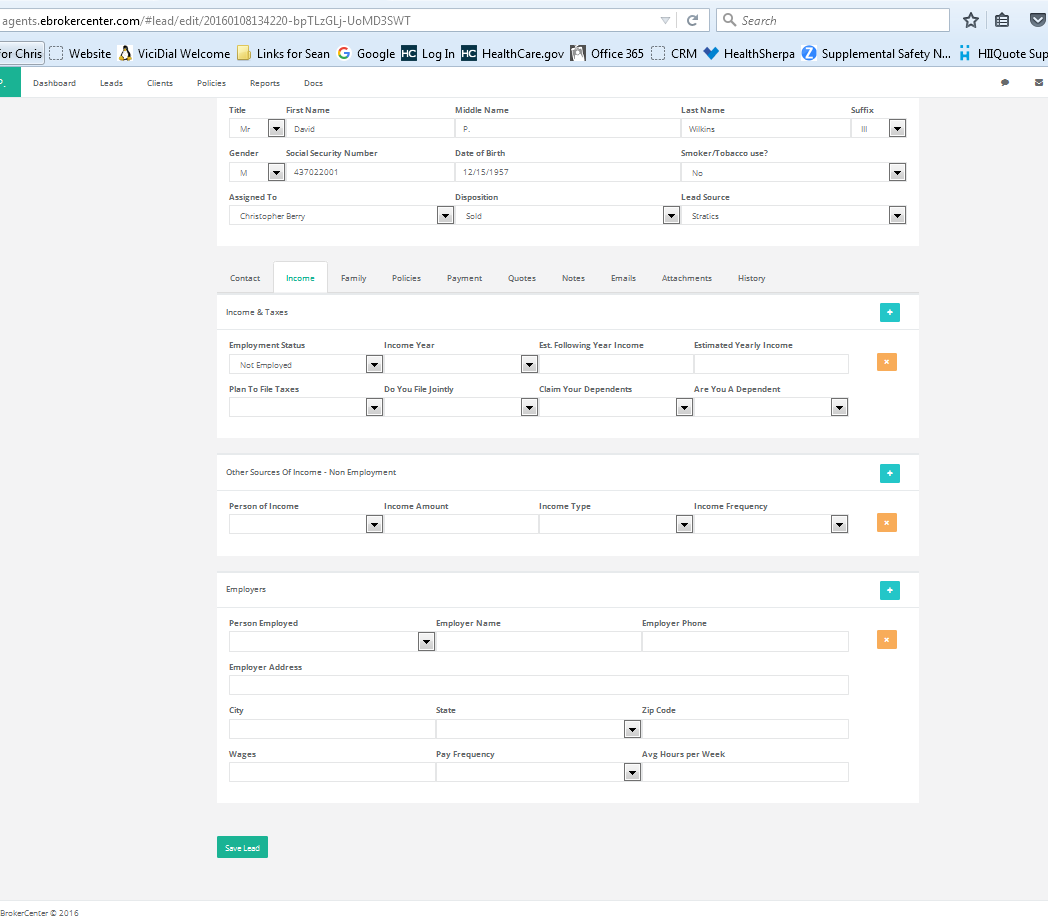 agents.ebrokercenter.com/#lead/edit/20160108134220-bpTLzGLj-UoMD3SWT Search
for Chris Website ViciDial Welcome Links for Sean Google HC Log In HC HealthCare.gov Office 365 CRM HealthSherpa Supplemental Safety N... HIIQuote Sup
P. Dashboard Leads Clients Policies Reports Docs
Title First Name Middle Name Last Name Suffix
Mr David P. Wilkins III
Gender Social Security Number Date of Birth Smoker/Tobacco use?
M 437022001 12/15/1957 No
Assigned To Disposition Lead Source
Christopher Berry Sold Stratics
Contact Income Family Policies Payment Quotes Notes Emails Attachments History
Income & Taxes
Employment Status Income Year Est. Following Year Income Estimated Yearly Income
Not Employed
Plan To File Taxes Do You File Jointly Claim Your Dependents Are You A Dependent
Other Sources Of Income - Non Employment
Person of Income Income Amount Income Type Income Frequency
Employers
Person Employed Employer Name Employer Phone
Employer Address
City State Zip Code
Wages Pay Frequency Avg Hours per Week
Save Lead
BrokerCenter © 2016